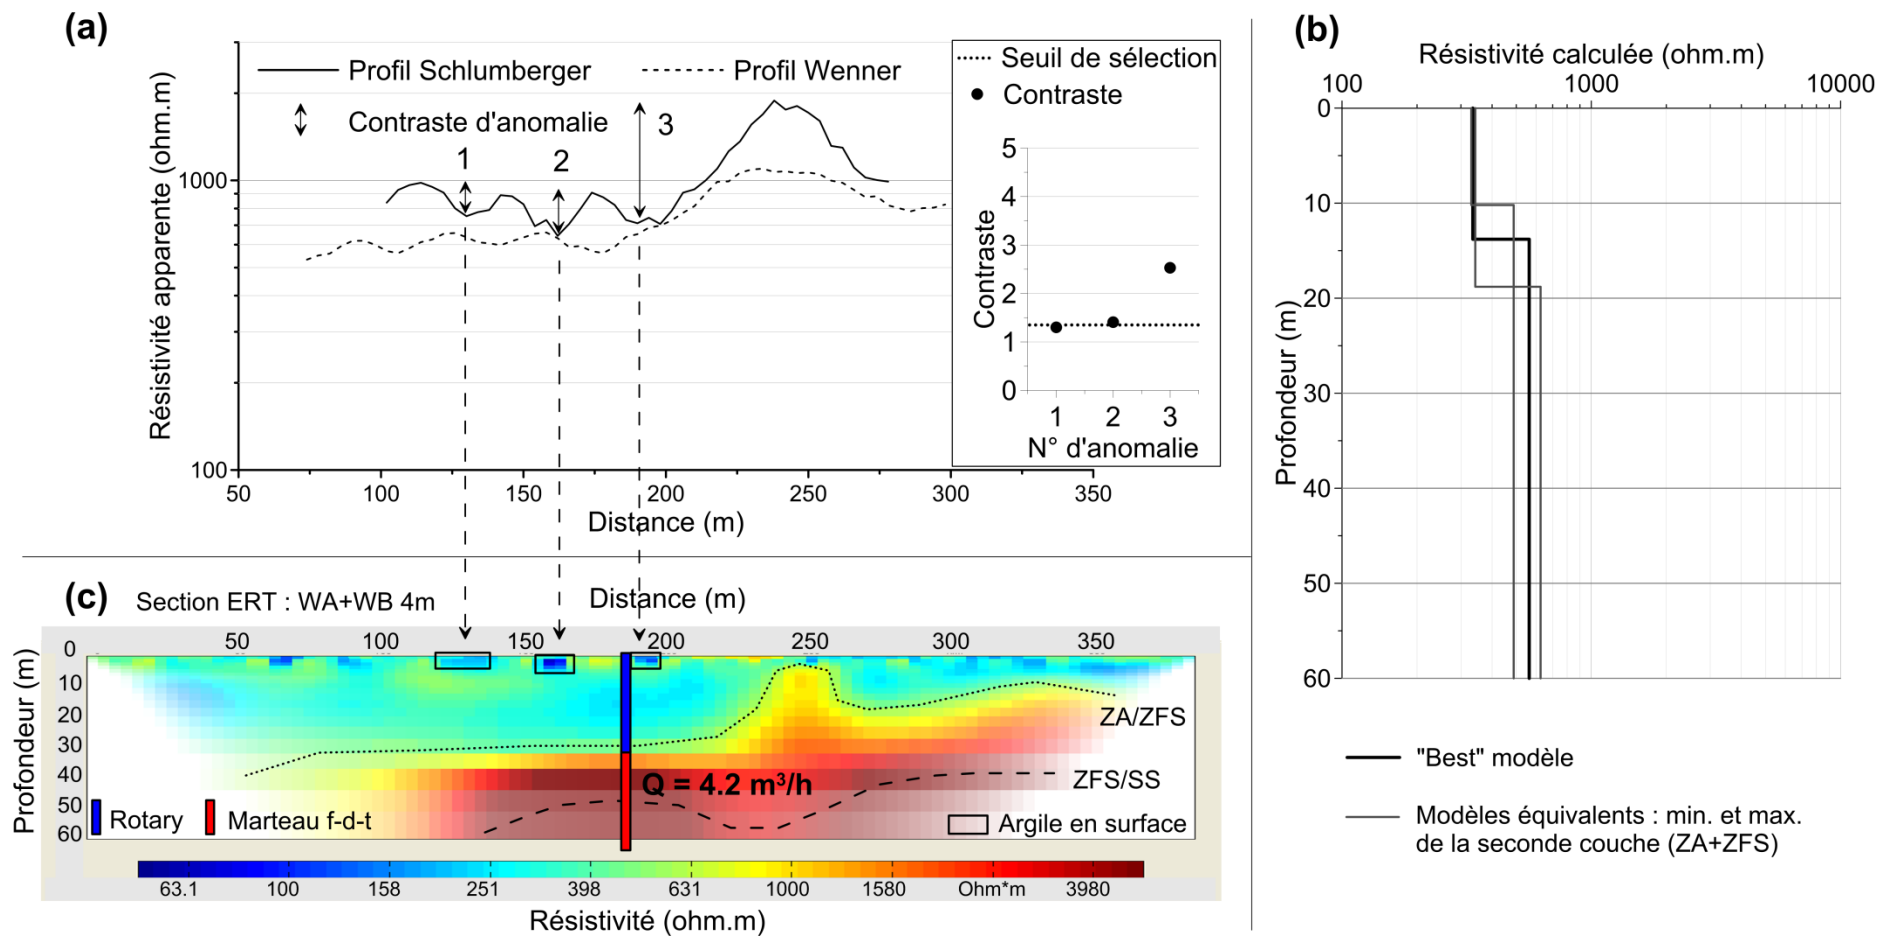 (a)
Résistivité apparente (ohm.m)
1000
100
Profil Schlumberger
Profil Wenner
Contraste d'anomalie
1
2
3
50
100
150
200
250
300
350
Distance (m)
Seuil de sélection
Contraste
Contraste
5
4
3
2
1
0
1
2
3
N° d'anomalie
(b)
Résistivité calculée (ohm.m)
100
1000
10000
Profondeur (m)
0
10
20
30
40
50
60
"Best" modèle
Modèles équivalents : min. et max.
de la seconde couche (ZA+ZFS)
(c)
Section ERT : WA+WB 4m
Distance (m)
50
100
150
200
250
300
350
Profondeur (m)
0
10
20
30
40
50
60
ZA/ZFS
ZFS/SS
Q = 4.2 m³/h
Rotary
Marteau f-d-t
Argile en surface
63.1
100
158
251
398
631
1000
1580
Ohm*m
3980
Résistivité (ohm.m)